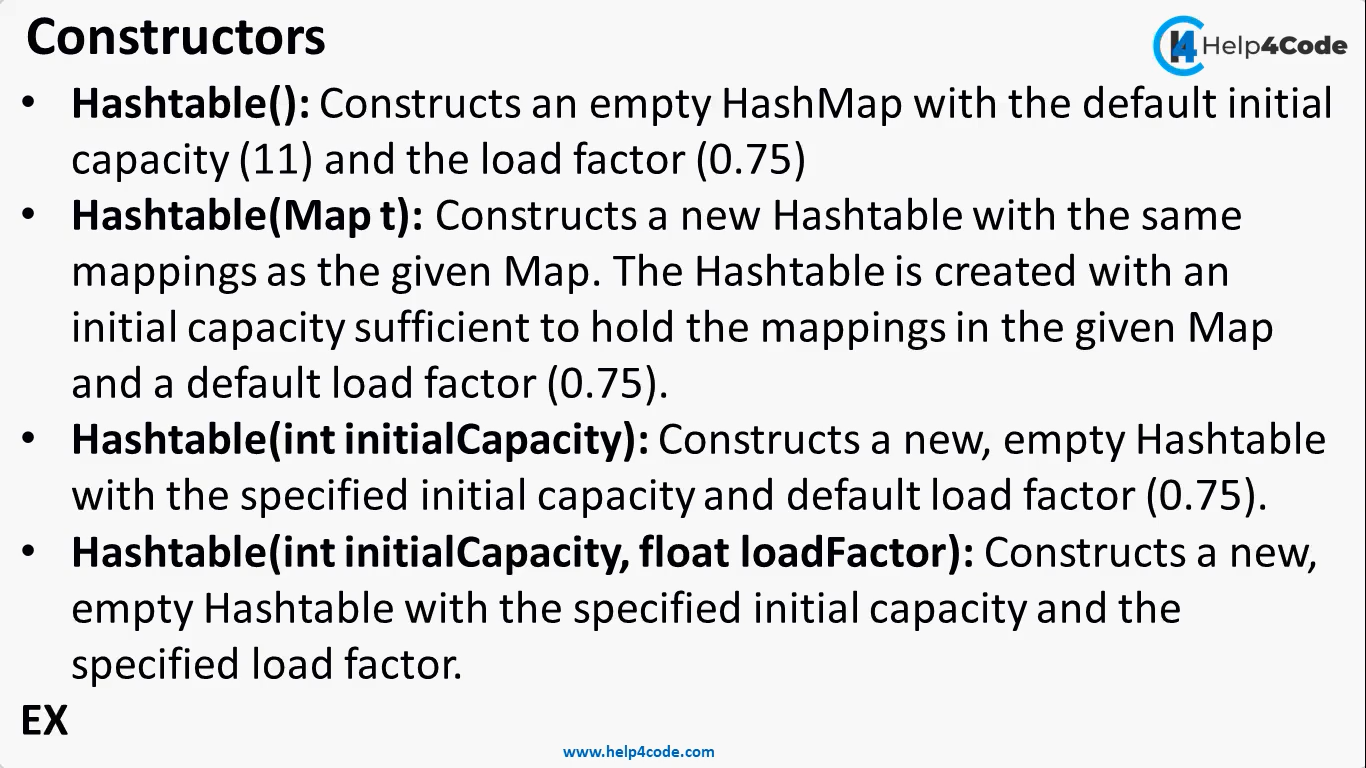 Constructors
Help4Code
• Hashtable(): Constructs an empty HashMap with the default initial
capacity (11) and the load factor (0.75)
• Hashtable(Map t): Constructs a new Hashtable with the same
mappings as the given Map. The Hashtable is created with an
initial capacity sufficient to hold the mappings in the given Map
and a default load factor (0.75).
• Hashtable(int initialCapacity): Constructs a new, empty Hashtable
with the specified initial capacity and default load factor (0.75).
• Hashtable(int initialCapacity, float loadFactor): Constructs a new,
empty Hashtable with the specified initial capacity and the
specified load factor.
EX
www.help4code.com